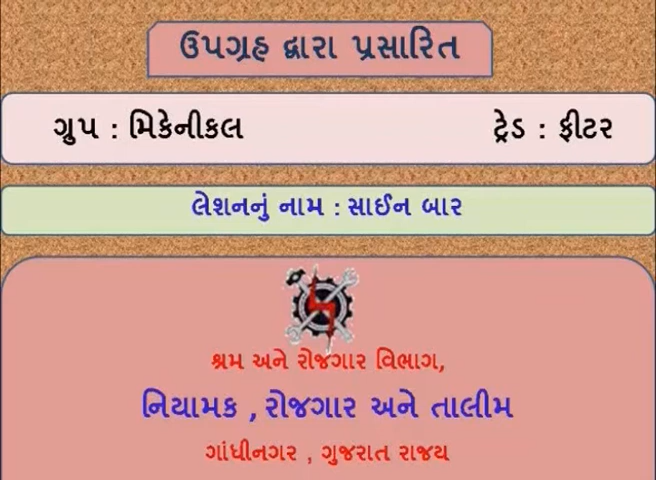 ઉપગ્રહ દ્વારા પ્રસારિત
ગ્રુપ : મિકેનીકલ ટ્રેડ : ફીટર
લેશનનું નામ : સાઈન બાર
શ્રમ અને રોજગાર વિભાગ,
નિયામક , રોજગાર અને તાલીમ
ગાંધીનગર , ગુજરાત રાજય